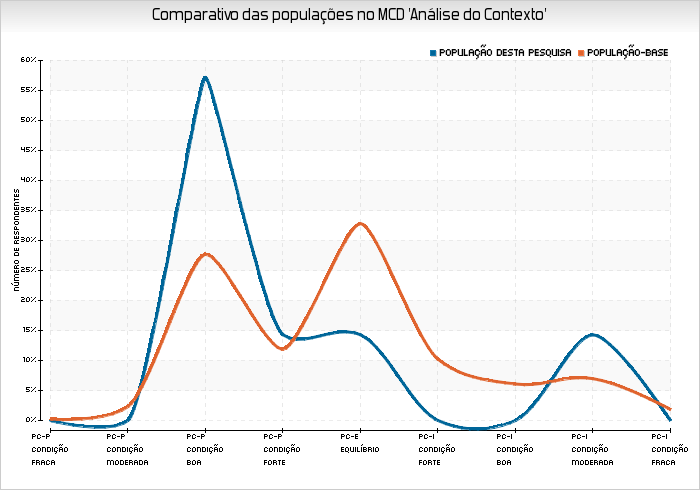 Comparativo das populações no MCD 'Análise do Contexto'
POPULAÇÃO DESTA PESQUISA POPULAÇÃO-BASE
60%
55%
50%
45%
40%
35%
30%
25%
20%
15%
10%
5%
0%
NÚMERO DE RESPONDENTES
PC-P PC-P PC-P PC-P PC-E PC-I PC-I PC-I PC-I
CONDIÇÃO CONDIÇÃO CONDIÇÃO CONDIÇÃO EQUILÍBRIO CONDIÇÃO CONDIÇÃO CONDIÇÃO CONDIÇÃO
FRACA MODERADA BOA FORTE FORTE BOA MODERADA FRACA